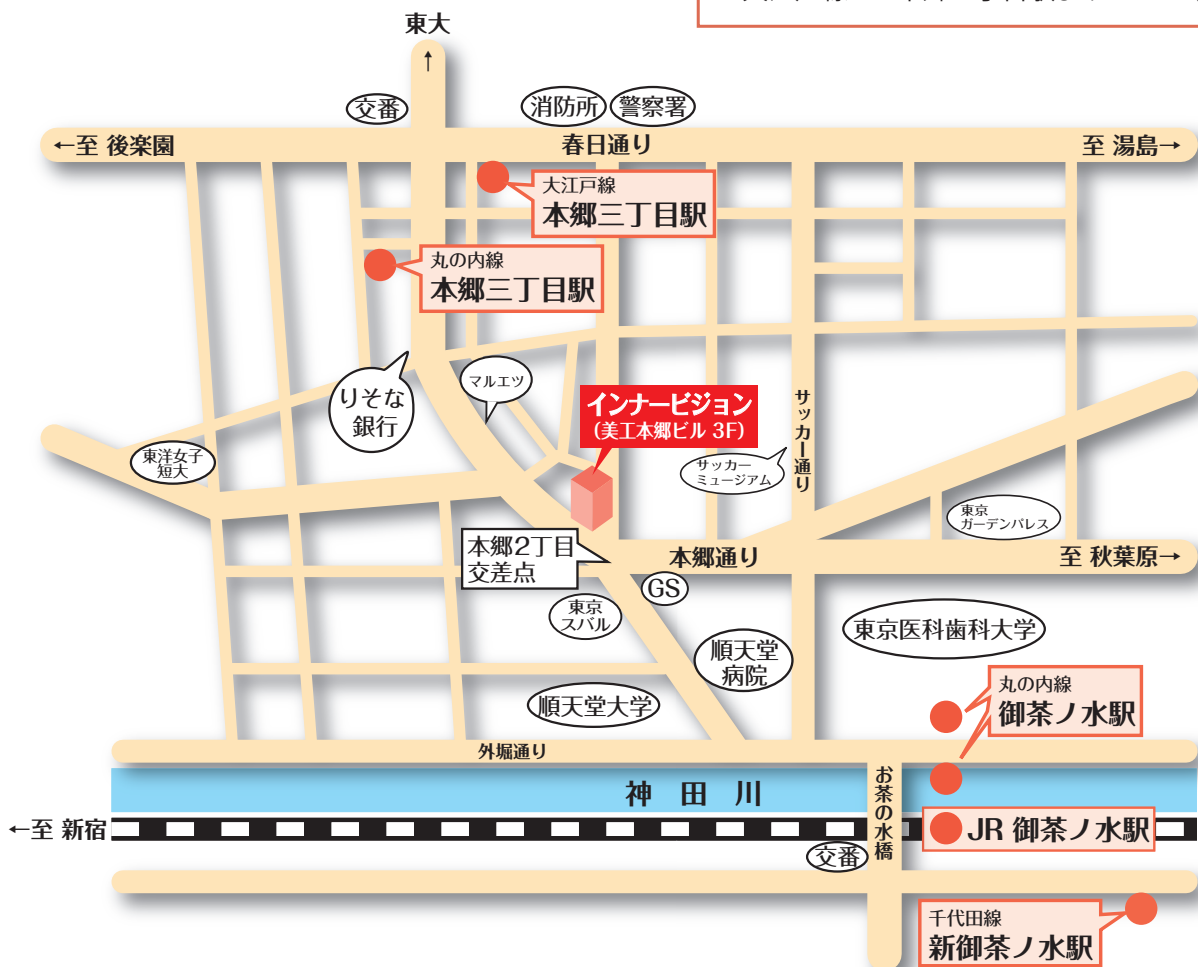 東大
↑
交番
消防所
警察署
←至 後楽園
春日通り
至 湯島→
大江戸線
本郷三丁目駅
丸の内線
本郷三丁目駅
りそな
銀行
マルエツ
インナービジョン
(美工本郷ビル 3F)
サッカー通り
サッカー
ミュージアム
東洋女子
短大
東京
ガーデンパレス
本郷2丁目
交差点
本郷通り
至 秋葉原→
GS
東京
スバル
順天堂
病院
東京医科歯科大学
順天堂大学
丸の内線
御茶ノ水駅
外堀通り
神田川
お茶の水橋
←至 新宿
JR 御茶ノ水駅
交番
千代田線
新御茶ノ水駅